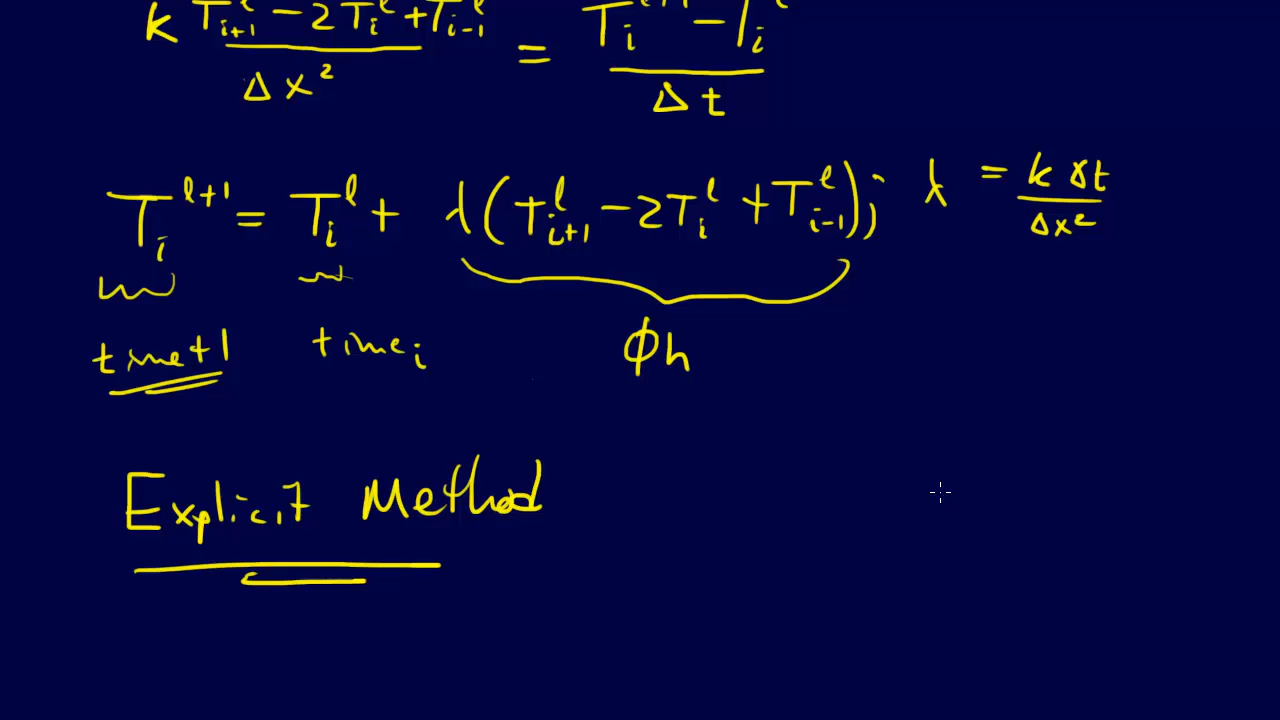 k (T_{i+1}^l - 2T_i^l + T_{i-1}^l) / Δx² = (T_i^{l+1} - T_i^l) / Δt
T_i^{l+1} = T_i^l + λ(T_{i+1}^l - 2T_i^l + T_{i-1}^l); λ = kΔt / Δx²
time+1 time_i ϕh
Explicit Method